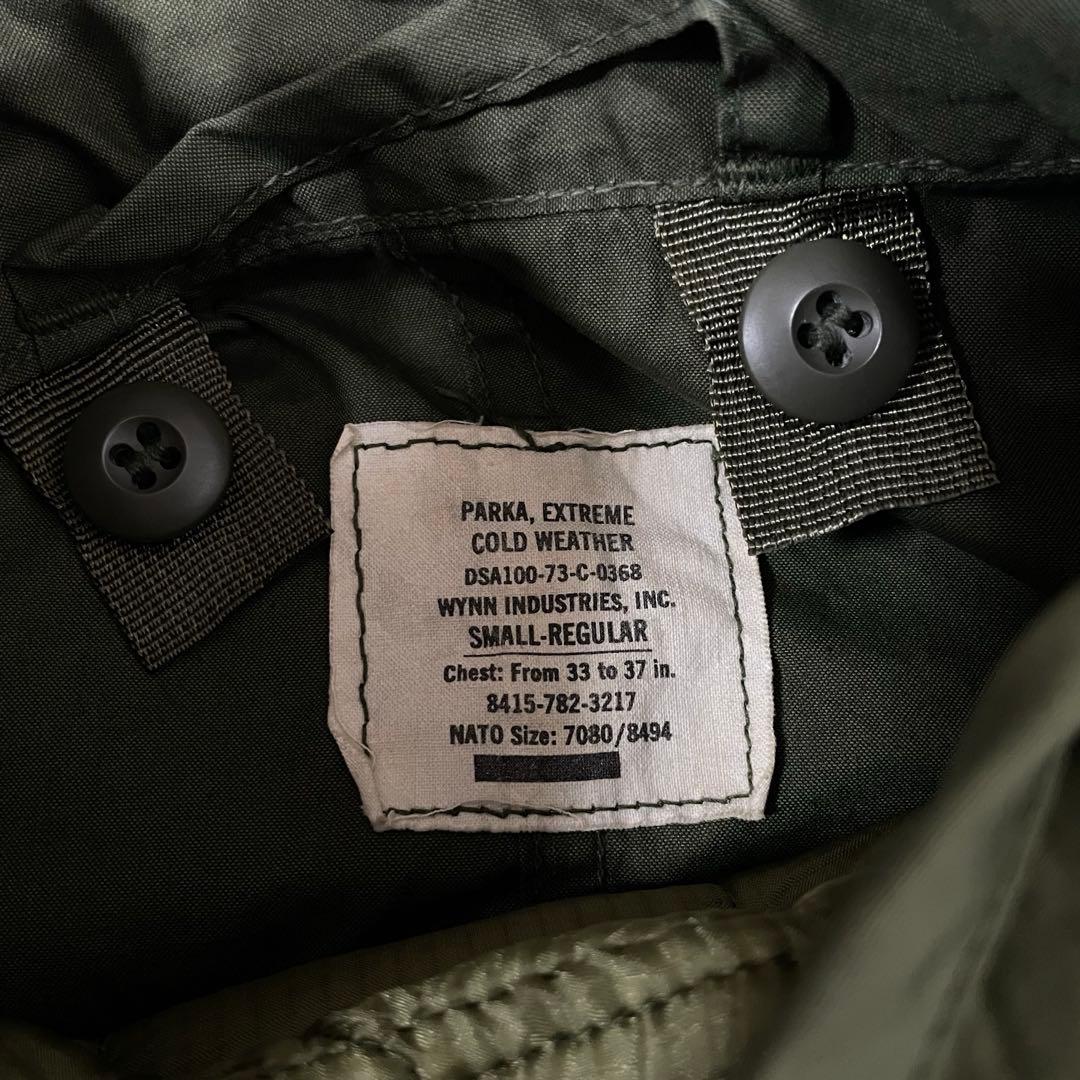 PARKA, EXTREME
COLD WEATHER
DSA100-73-C-0368
WYNN INDUSTRIES, INC.
SMALL-REGULAR
Chest: From 33 to 37 in.
8415-782-3217
NATO Size: 7080/8494